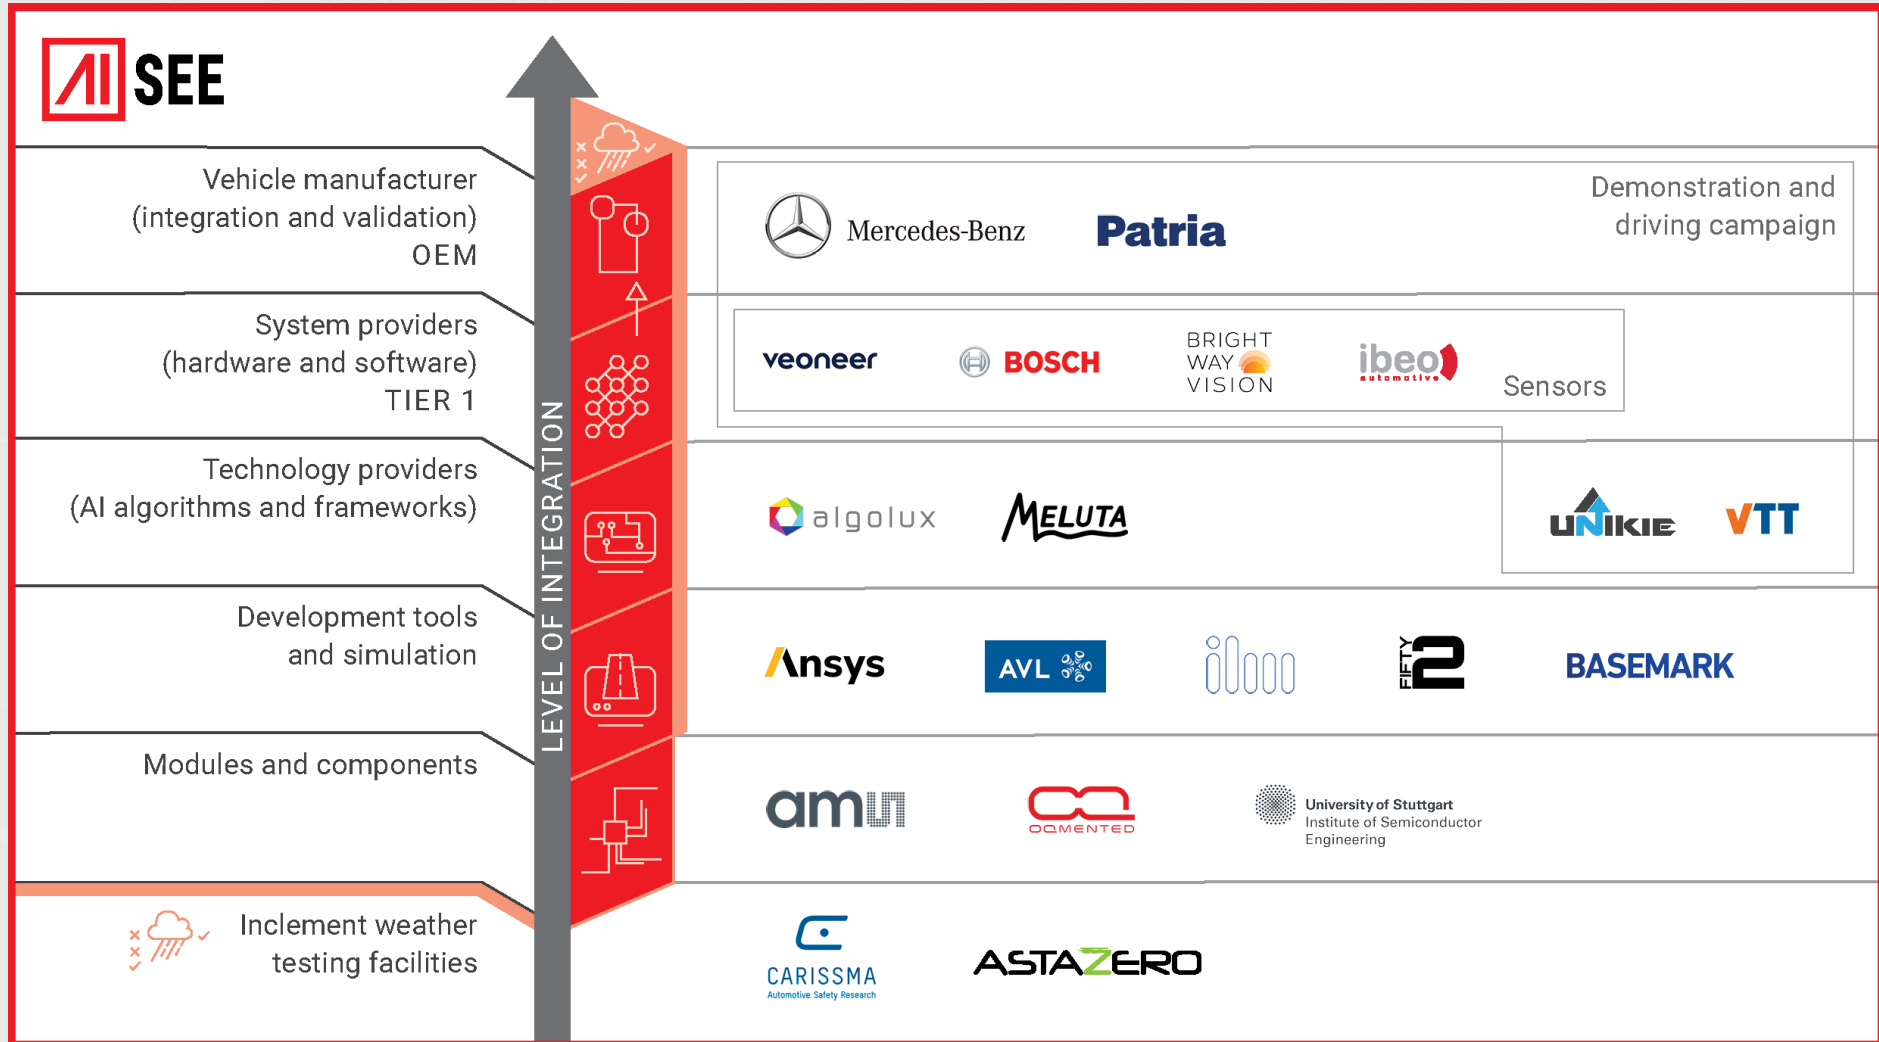 AI SEE
Vehicle manufacturer
(integration and validation)
OEM
Mercedes-Benz
Patria
Demonstration and
driving campaign
System providers
(hardware and software)
TIER 1
veoneer
BOSCH
BRIGHT
WAY
VISION
ibeo
automotive
Sensors
Technology providers
(AI algorithms and frameworks)
algolux
MELUTA
UNIKIE
VTT
Development tools
and simulation
Ansys
AVL
FIFTY
2
BASEMARK
Modules and components
amu
OQMENTED
University of Stuttgart
Institute of Semiconductor
Engineering
Inclement weather
testing facilities
CARISSMA
Automotive Safety Research
ASTAZERO
LEVEL OF INTEGRATION